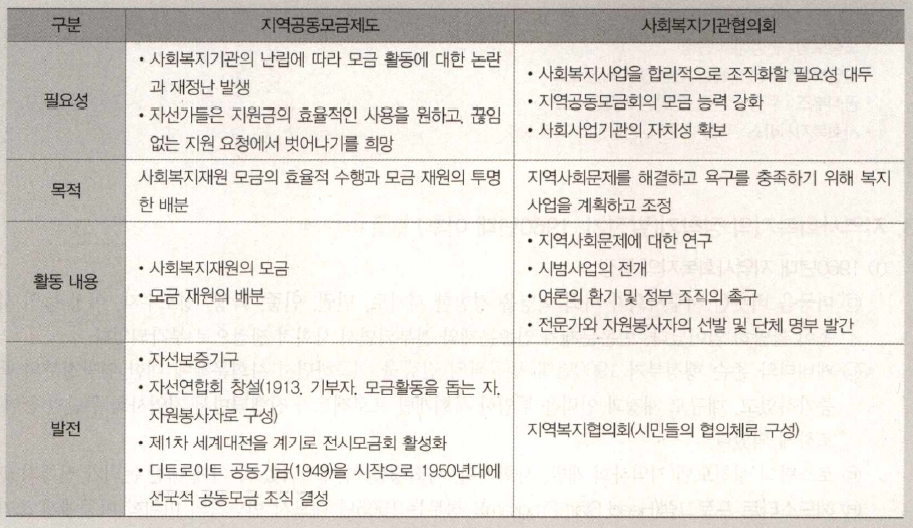 구분
지역공동모금제도
사회복지기관협의회
필요성
• 사회복지기관의 난립에 따라 모금 활동에 대한 논란
과 재정난 발생
• 자선가들은 지원금의 효율적인 사용을 원하고, 끊임
없는 지원 요청에서 벗어나기를 희망
• 사회복지사업을 합리적으로 조직화할 필요성 대두
• 지역공동모금회의 모금 능력 강화
• 사회사업기관의 자치성 확보
목적
사회복지재원 모금의 효율적 수행과 모금 재원의 투명
한 배분
지역사회문제를 해결하고 욕구를 충족하기 위해 복지
사업을 계획하고 조정
활동 내용
• 사회복지재원의 모금
• 모금 재원의 배분
• 지역사회문제에 대한 연구
• 시범사업의 전개
• 여론의 환기 및 정부 조직의 촉구
• 전문가와 자원봉사자의 선발 및 단체 명부 발간
발전
• 자선보증기구
• 자선연합회 창설(1913, 기부자, 모금활동을 돕는 자,
자원봉사자로 구성)
• 제1차 세계대전을 계기로 전시모금회 활성화
• 디트로이트 공동기금(1949)을 시작으로 1950년대에
전국적 공동모금 조직 결성
지역복지협의회(시민들의 협의체로 구성)